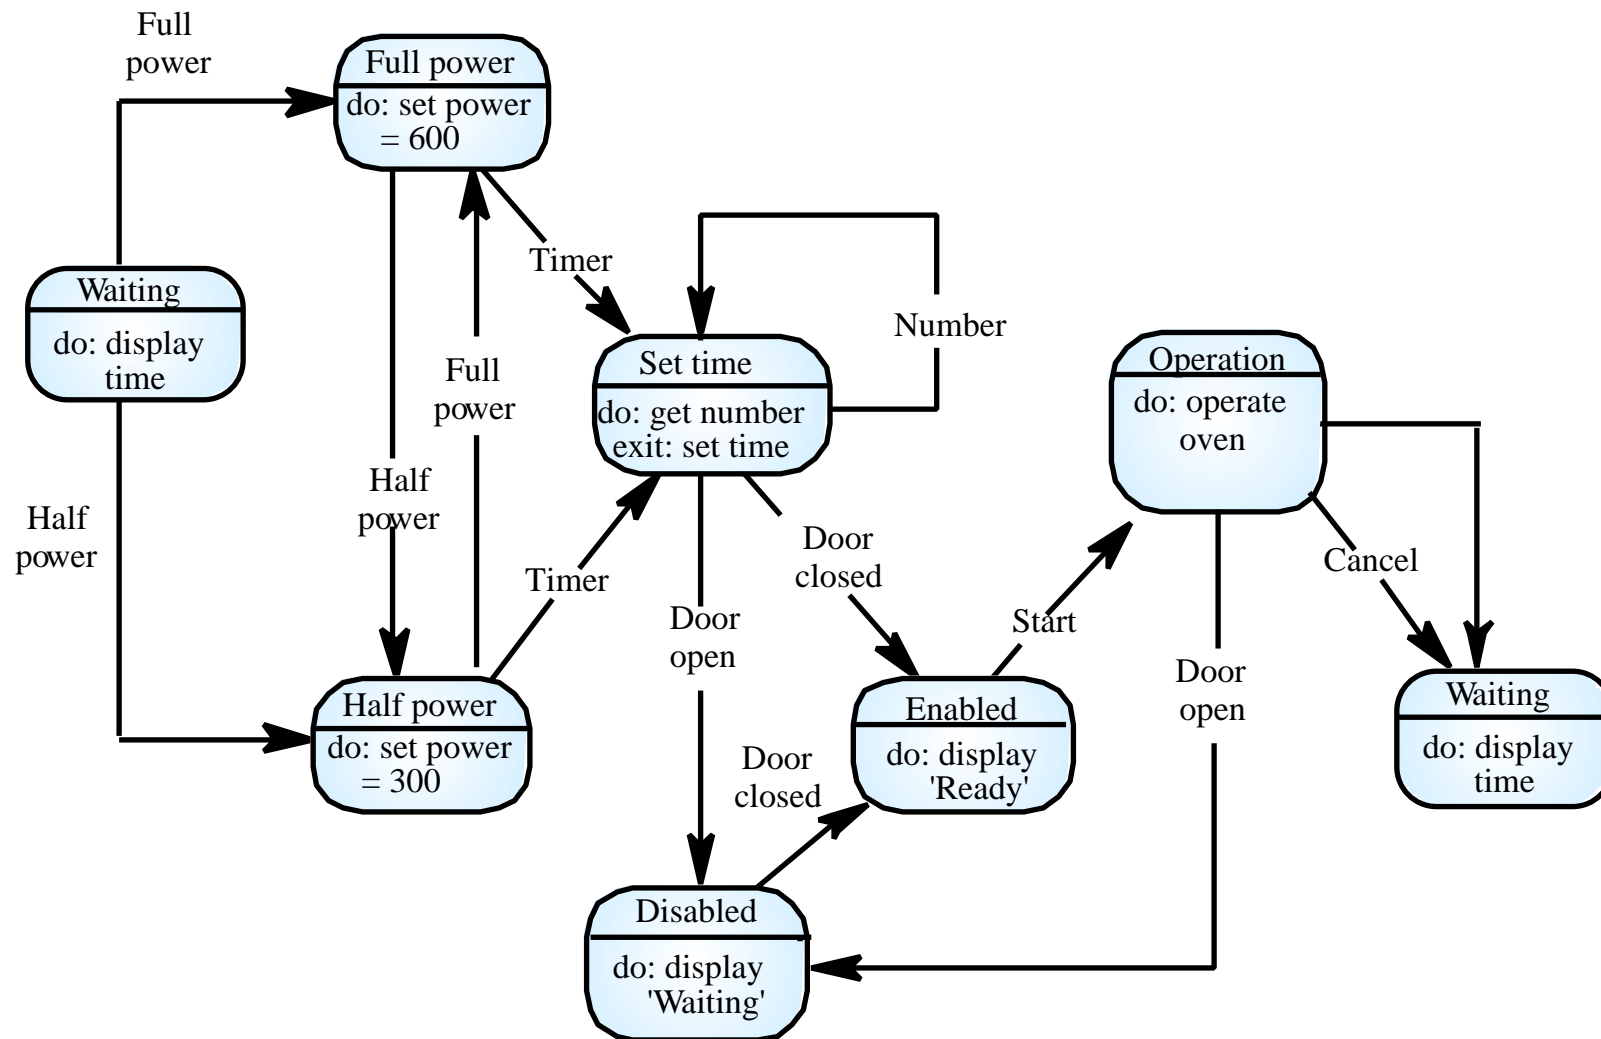 Full
power
Full power
do: set power
= 600
Timer
Waiting
do: display
time
Number
Set time
do: get number
exit: set time
Operation
do: operate
oven
Full
power
Half
power
Half
power
Timer
Door
closed
Cancel
Door
open
Start
Door
open
Half power
do: set power
= 300
Enabled
do: display
'Ready'
Waiting
do: display
time
Door
closed
Disabled
do: display
'Waiting'